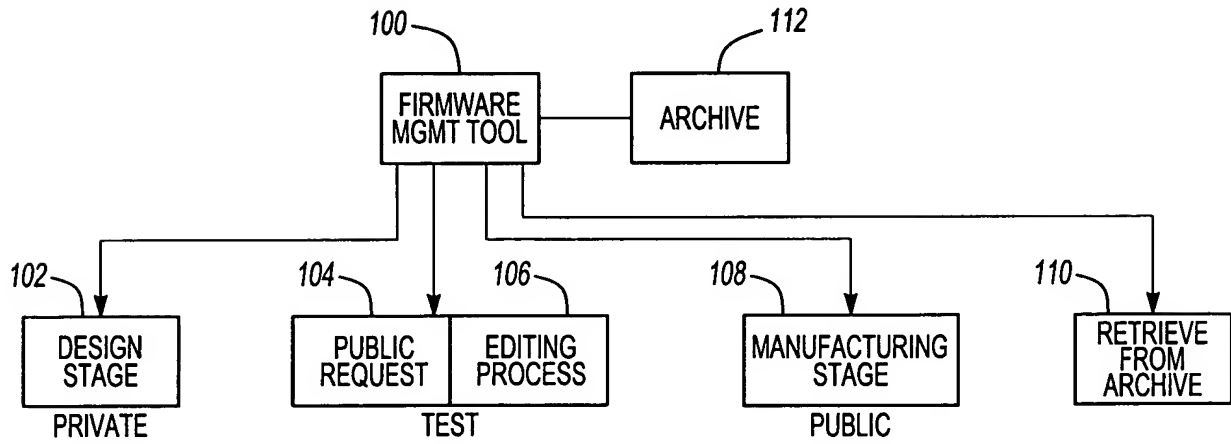 100
112
FIRMWARE
MGMT TOOL
ARCHIVE
102
104
106
108
110
DESIGN
STAGE
PUBLIC
REQUEST
EDITING
PROCESS
MANUFACTURING
STAGE
RETRIEVE
FROM
ARCHIVE
PRIVATE
TEST
PUBLIC